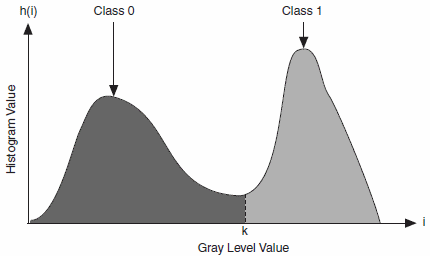 h(i)
Class 0
Class 1
Histogram Value
i
k
Gray Level Value